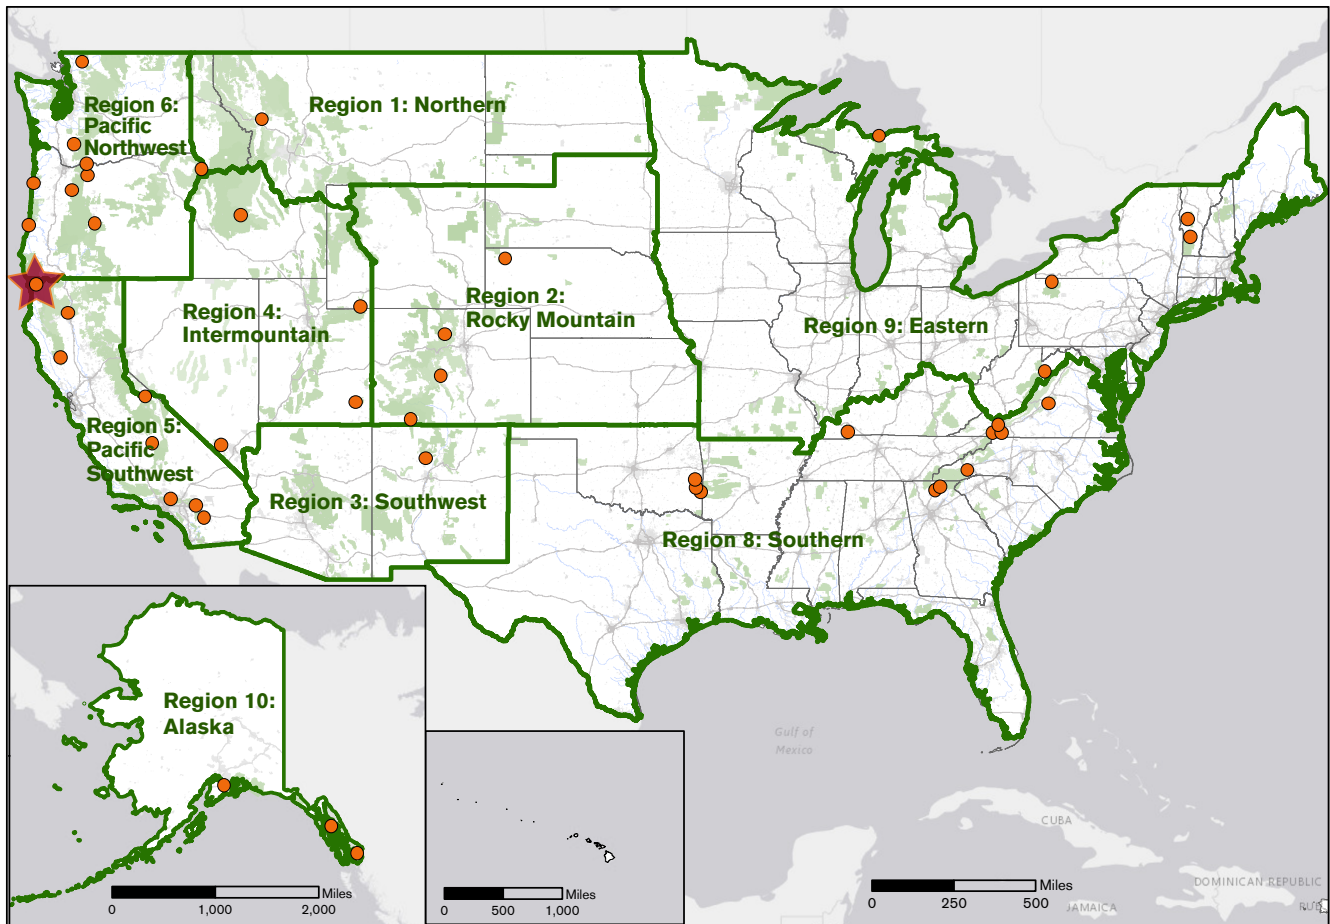 Region 6:
Pacific
Northwest
Region 1: Northern
Region 2:
Rocky Mountain
Region 4:
Intermountain
Region 9: Eastern
Region 5:
Pacific
Southwest
Region 3: Southwest
Region 8: Southern
Region 10:
Alaska
Gulf of
Mexico
CUBA
DOMINICAN REPUBLIC
JAMAICA
Miles
0 1,000 2,000
Miles
0 500 1,000
Miles
0 250 500